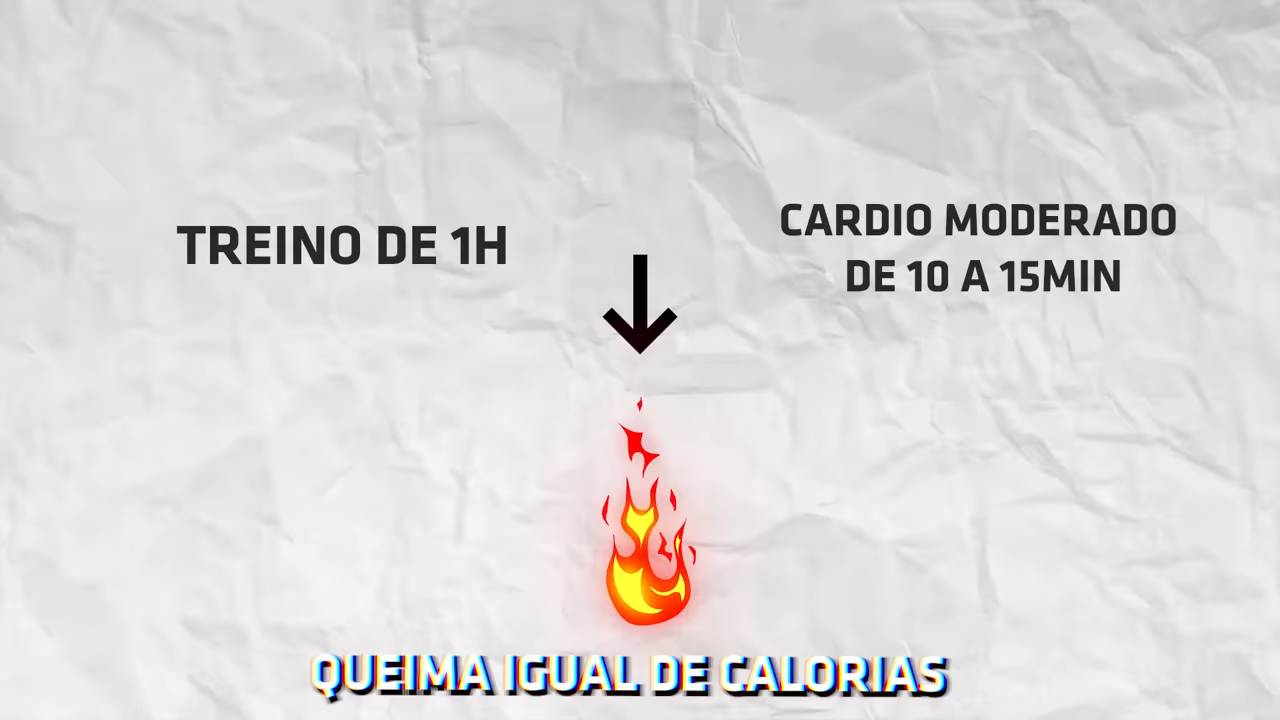 TREINO DE 1H
CARDIO MODERADO
DE 10 A 15MIN
QUEIMA IGUAL DE CALORIAS